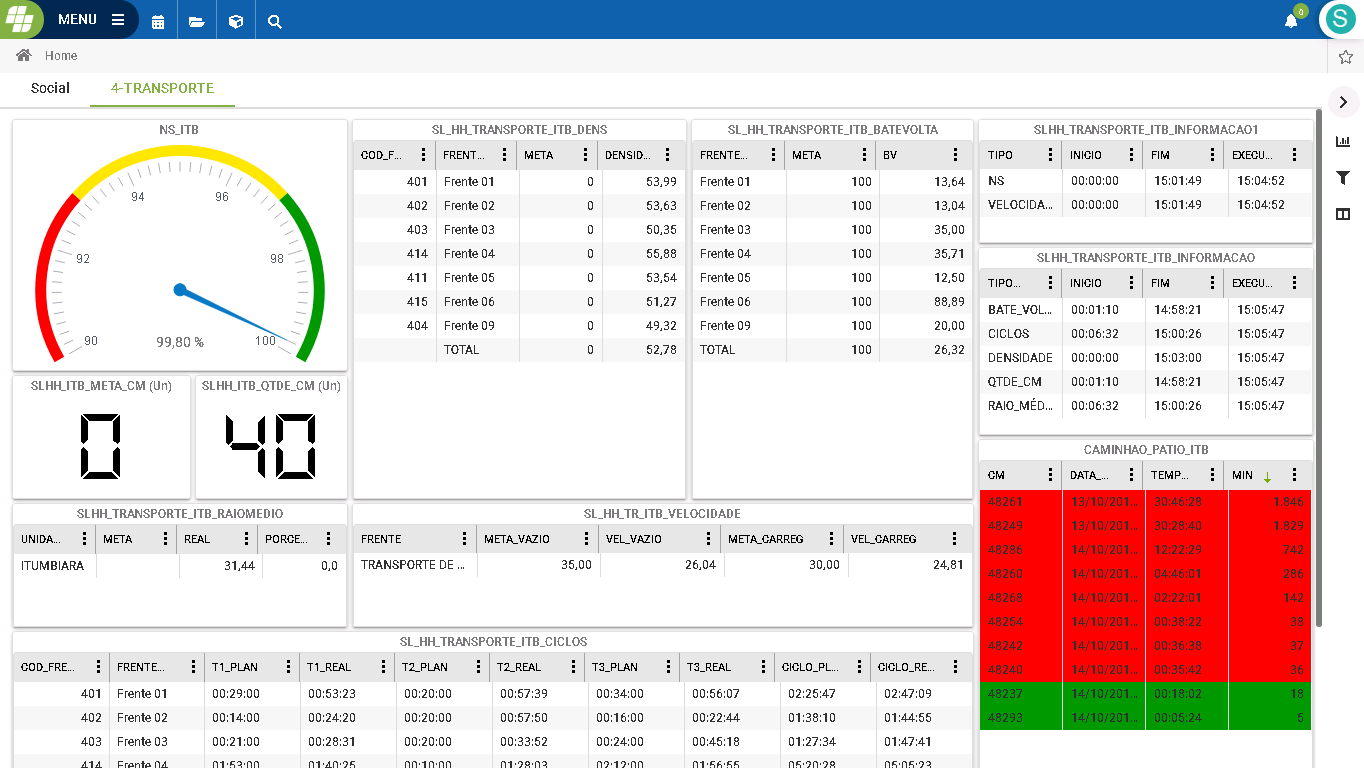 MENU
0
S
Home
Social 4-TRANSPORTE
NS_ITB
94 96
92 98
90 99,80 % 100
SLHH_ITB_META_CM (Un)
0
SLHH_ITB_QTDE_CM (Un)
40
SL_HH_TRANSPORTE_ITB_DENS
COD_F... FRENT... META DENSID...
401 Frente 01 0 53,99
402 Frente 02 0 53,63
403 Frente 03 0 50,35
414 Frente 04 0 55,88
411 Frente 05 0 53,54
415 Frente 06 0 51,27
404 Frente 09 0 49,32
TOTAL 0 52,78
SL_HH_TRANSPORTE_ITB_BATEVOLTA
FRENTE... META BV
Frente 01 100 13,64
Frente 02 100 13,04
Frente 03 100 35,00
Frente 04 100 35,71
Frente 05 100 12,50
Frente 06 100 88,89
Frente 09 100 20,00
TOTAL 100 26,32
SLHH_TRANSPORTE_ITB_INFORMACAO1
TIPO INICIO FIM EXECU...
NS 00:00:00 15:01:49 15:04:52
VELOCIDA... 00:00:00 15:01:49 15:04:52
SLHH_TRANSPORTE_ITB_INFORMACAO
TIPO... INICIO FIM EXECU...
BATE_VOL... 00:01:10 14:58:21 15:05:47
CICLOS 00:06:32 15:00:26 15:05:47
DENSIDADE 00:00:00 15:03:00 15:05:47
QTDE_CM 00:01:10 14:58:21 15:05:47
RAIO_MÉD... 00:06:32 15:00:26 15:05:47
CAMINHAO_PATIO_ITB
CM DATA_... TEMP... MIN
48261 13/10/201... 30:45:28 1.846
48249 13/10/201... 30:28:40 1.829
48286 14/10/201... 12:22:29 742
48260 14/10/201... 04:46:01 286
48268 14/10/201... 02:22:01 142
48254 14/10/201... 00:38:22 38
48242 14/10/201... 00:36:38 37
48240 14/10/201... 00:35:42 36
48237 14/10/201... 00:18:02 18
48293 14/10/201... 00:05:24 5
SLHH_TRANSPORTE_ITB_RAIOMEDIO
UNIDA... META REAL PORCE...
ITUMBIARA 31,44 0,0
SL_HH_TR_ITB_VELOCIDADE
FRENTE META_VAZIO VEL_VAZIO META_CARREG VEL_CARREG
TRANSPORTE DE ... 35,00 26,04 30,00 24,81
SL_HH_TRANSPORTE_ITB_CICLOS
COD_FRE... FRENTE... T1_PLAN T1_REAL T2_PLAN T2_REAL T3_PLAN T3_REAL CICLO_PL... CICLO_RE...
401 Frente 01 00:29:00 00:53:23 00:20:00 00:57:39 00:34:00 00:56:07 02:25:47 02:47:09
402 Frente 02 00:14:00 00:24:20 00:20:00 00:57:50 00:16:00 00:22:44 01:38:10 01:44:55
403 Frente 03 00:21:00 00:28:31 00:20:00 00:33:52 00:24:00 00:45:18 01:27:34 01:47:41
414 Frente 04 01:53:00 01:40:25 00:10:00 01:28:03 02:12:00 01:56:55 05:20:28 05:05:23